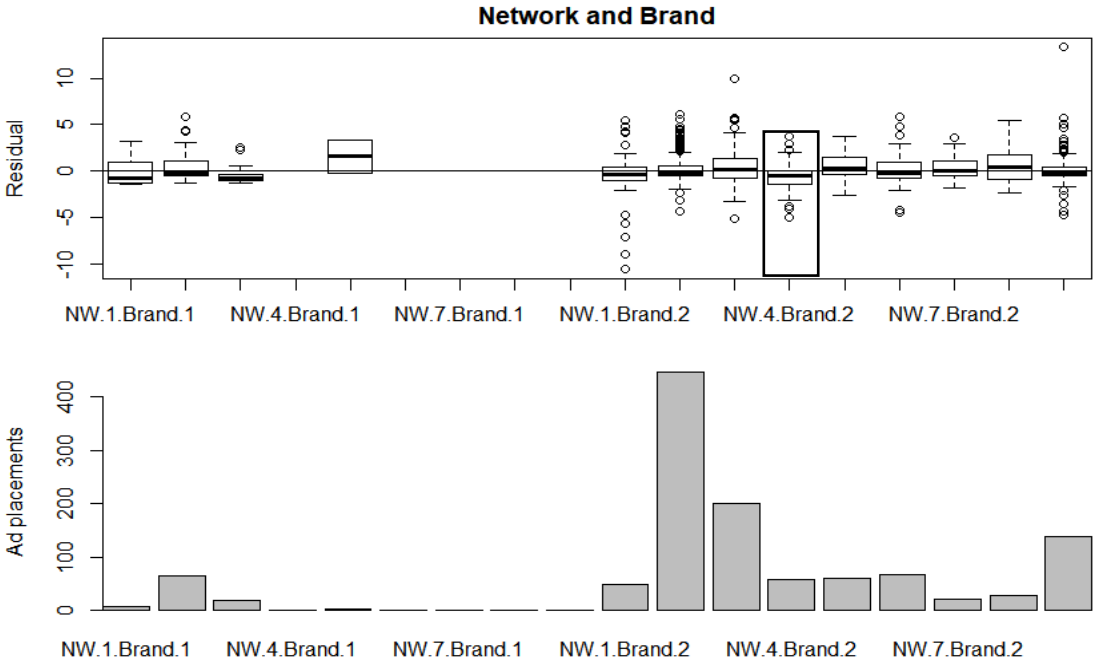 Network and Brand
Residual
10
5
0
-5
-10
NW.1.Brand.1 NW.4.Brand.1 NW.7.Brand.1 NW.1.Brand.2 NW.4.Brand.2 NW.7.Brand.2
Ad placements
400
300
200
100
0
NW.1.Brand.1 NW.4.Brand.1 NW.7.Brand.1 NW.1.Brand.2 NW.4.Brand.2 NW.7.Brand.2